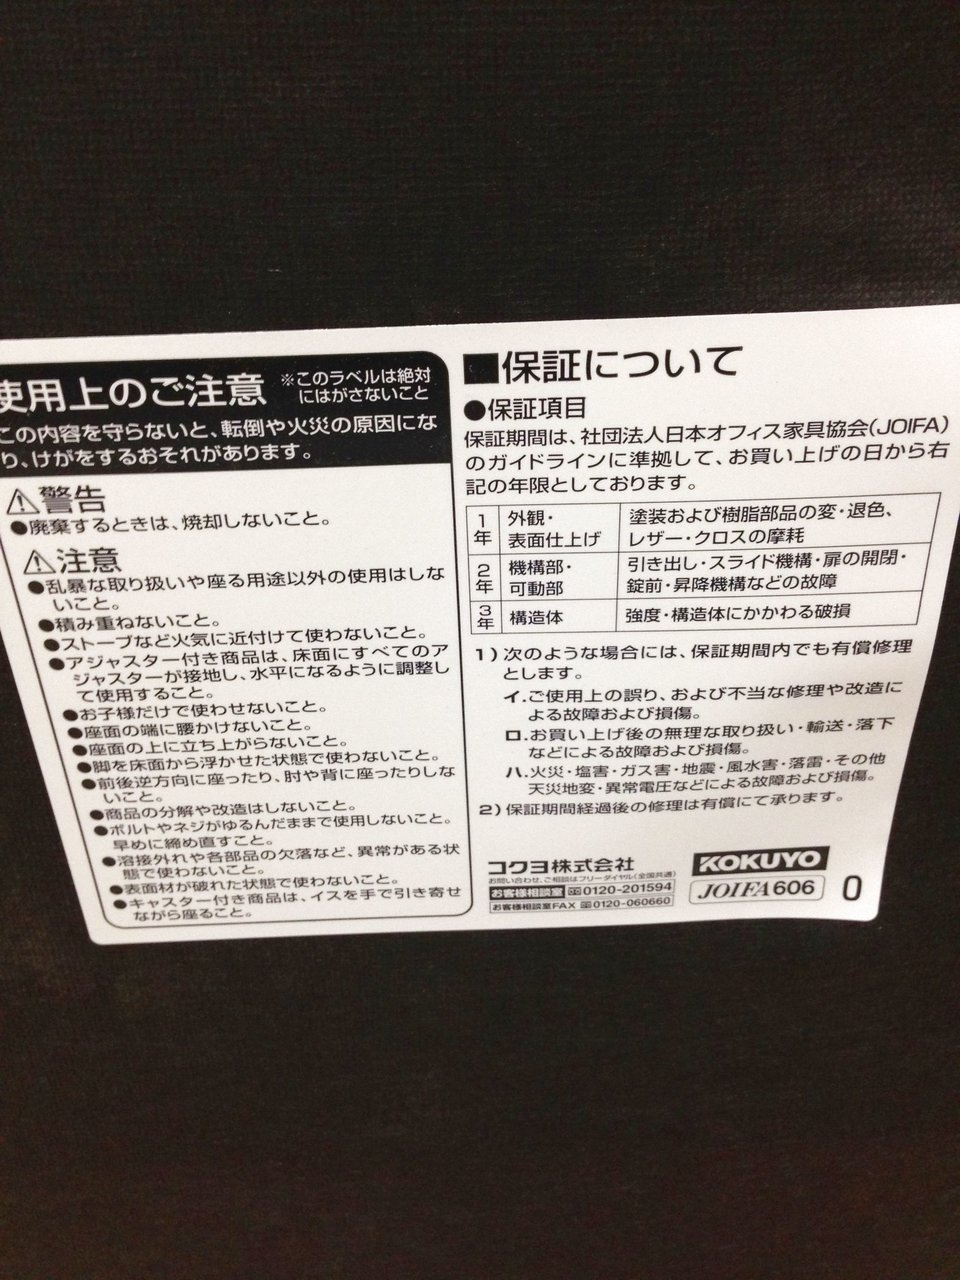 使用上のご注意
※このラベルは絶対
にはがさないこと
この内容を守らないと、転倒や火災の原因にな
り、けがをするおそれがあります。
⚠警告
●廃棄するときは、焼却しないこと。
⚠注意
●乱暴な取り扱いや座る用途以外の使用はしな
いこと。
●積み重ねないこと。
●ストーブなど火気に近付けて使わないこと。
●アジャスター付き商品は、床面にすべてのア
ジャスターが接地し、水平になるように調整し
て使用すること。
●お子様だけで使わせないこと。
●座面の端に腰かけないこと。
●座面の上に立ち上がらないこと。
●脚を床面から浮かせた状態で使わないこと。
●前後逆方向に座ったり、肘や背に座ったりしな
いこと。
●商品の分解や改造はしないこと。
●ボルトやネジがゆるんだままで使用しないこと。
早めに締め直すこと。
●溶接外れや各部品の欠落など、異常がある状
態で使わないこと。
●表面材が破れた状態で使わないこと。
●キャスター付き商品は、イスを手で引き寄せ
ながら座ること。
■保証について
●保証項目
保証期間は、社団法人日本オフィス家具協会(JOIFA)
のガイドラインに準拠して、お買い上げの日から右
記の年限としております。
1年 外観・表面仕上げ 塗装および樹脂部品の変・退色、
レザー・クロスの摩耗
2年 機構部・可動部 引き出し・スライド機構・扉の開閉・
錠前・昇降機構などの故障
3年 構造体 強度・構造体にかかわる破損
1)次のような場合には、保証期間内でも有償修理
とします。
イ.ご使用上の誤り、および不当な修理や改造に
よる故障および損傷。
ロ.お買い上げ後の無理な取り扱い・輸送・落下
などによる故障および損傷。
ハ.火災・塩害・ガス害・地震・風水害・落雷・その他
天災地変・異常電圧などによる故障および損傷。
2)保証期間経過後の修理は有償にて承ります。
コクヨ株式会社
お問い合わせ、ご相談はフリーダイヤル(全国共通)
お客様相談室 0120-201594
お客様相談室FAX 0120-060660
KOKUYO
JOIFA606
0